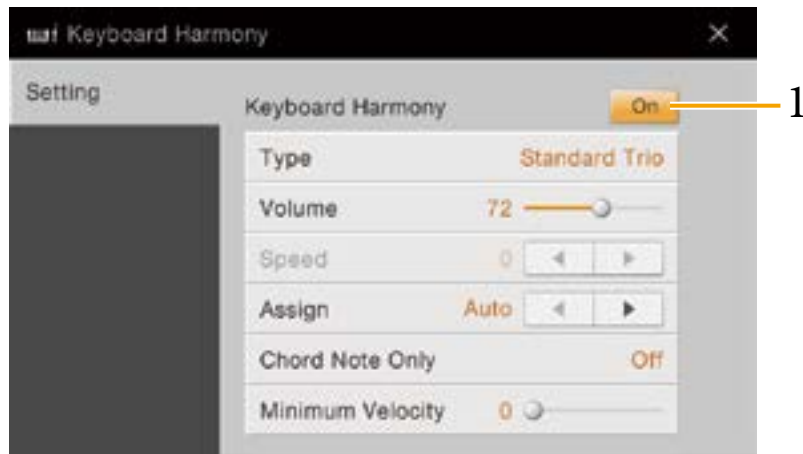 Keyboard Harmony
Setting
Keyboard Harmony On 1
Type Standard Trio
Volume 72
Speed 0
Assign Auto
Chord Note Only Off
Minimum Velocity 0